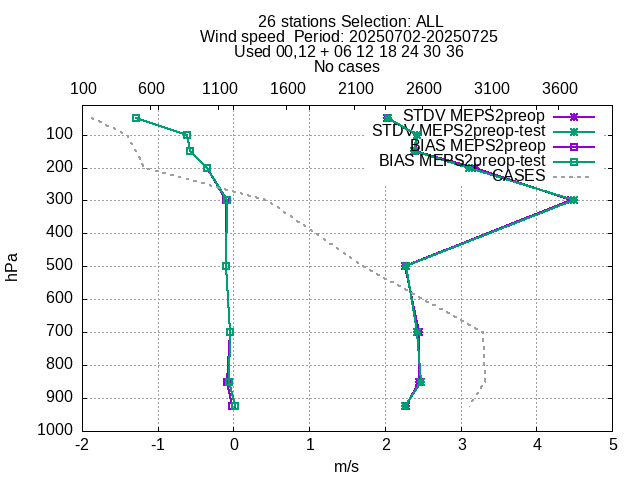 26 stations Selection: ALL
Wind speed  Period: 20250702-20250725
Used 00,12 + 06 12 18 24 30 36
No cases
100 600 1100 1600 2100 2600 3100 3600
STDV MEPS2preop
STDV MEPS2preop-test
BIAS MEPS2preop
BIAS MEPS2preop-test
CASES
100
200
300
400
500
600
700
800
900
1000
hPa
-2 -1 0 1 2 3 4 5
m/s